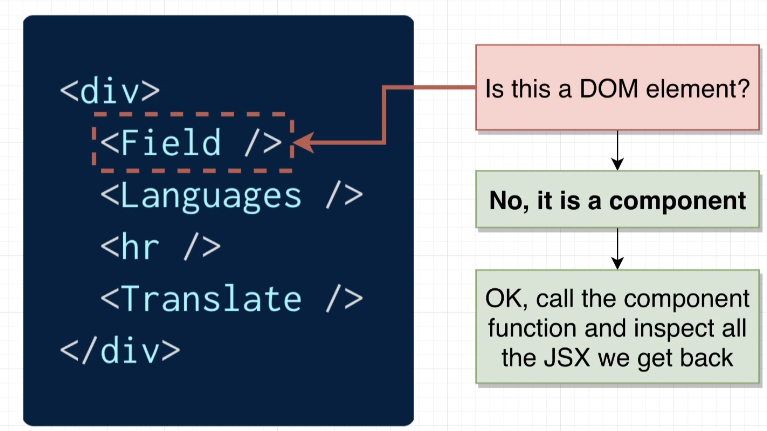 <div>
<Field />
<Languages />
<hr />
<Translate />
</div>
Is this a DOM element?
No, it is a component
OK, call the component
function and inspect all
the JSX we get back